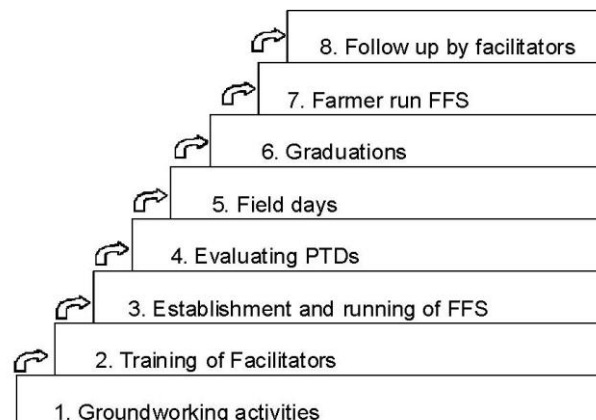 8. Follow up by facilitators
7. Farmer run FFS
6. Graduations
5. Field days
4. Evaluating PTDs
3. Establishment and running of FFS
2. Training of Facilitators
1. Groundworking activities